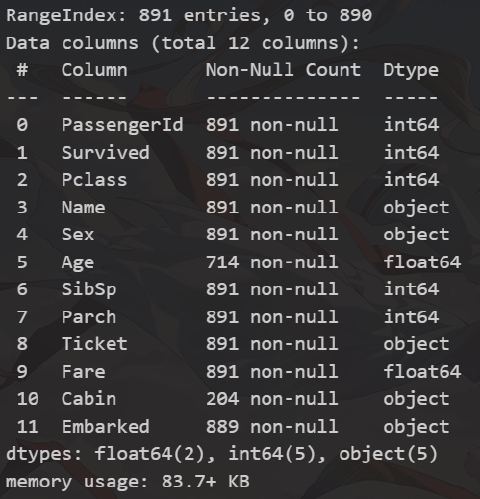 RangeIndex: 891 entries, 0 to 890
Data columns (total 12 columns):
 #   Column       Non-Null Count  Dtype
---  ------       --------------  -----
 0   PassengerId  891 non-null    int64
 1   Survived     891 non-null    int64
 2   Pclass       891 non-null    int64
 3   Name         891 non-null    object
 4   Sex          891 non-null    object
 5   Age          714 non-null    float64
 6   SibSp        891 non-null    int64
 7   Parch        891 non-null    int64
 8   Ticket       891 non-null    object
 9   Fare         891 non-null    float64
 10  Cabin        204 non-null    object
 11  Embarked     889 non-null    object
dtypes: float64(2), int64(5), object(5)
memory usage: 83.7+ KB